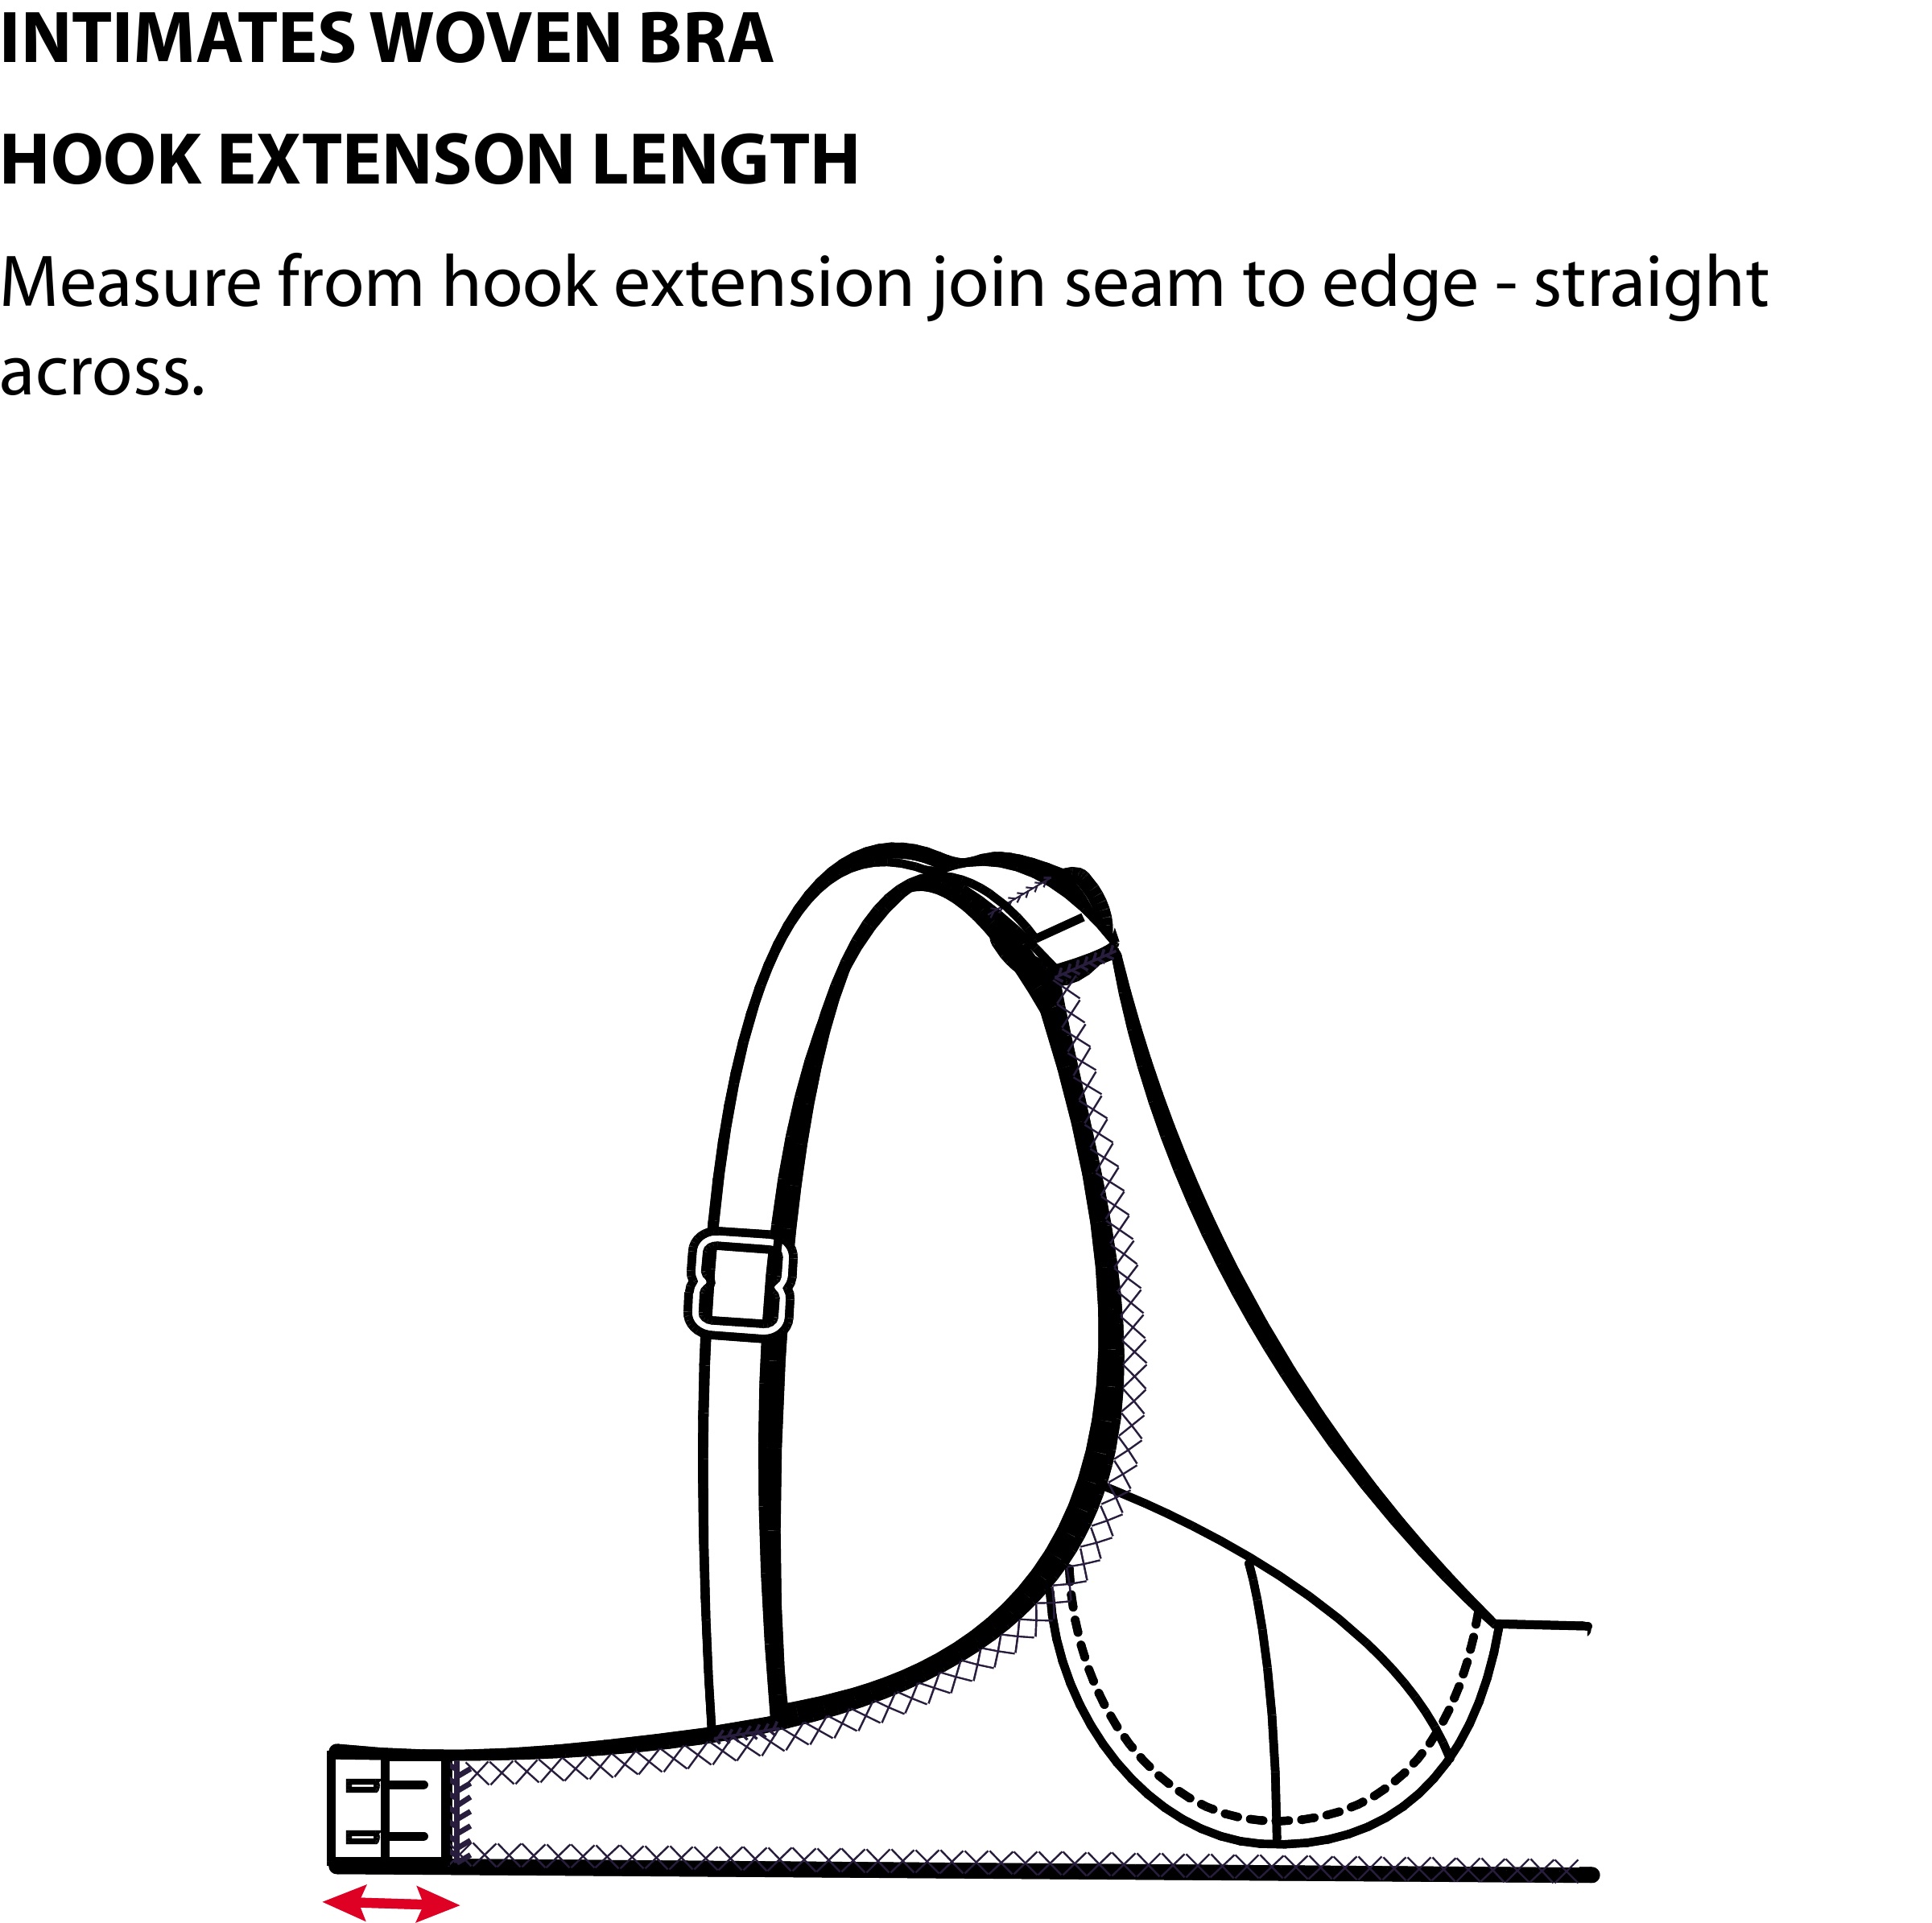 INTIMATES WOVEN BRA
HOOK EXTENSON LENGTH
Measure from hook extension join seam to edge - straight
across.